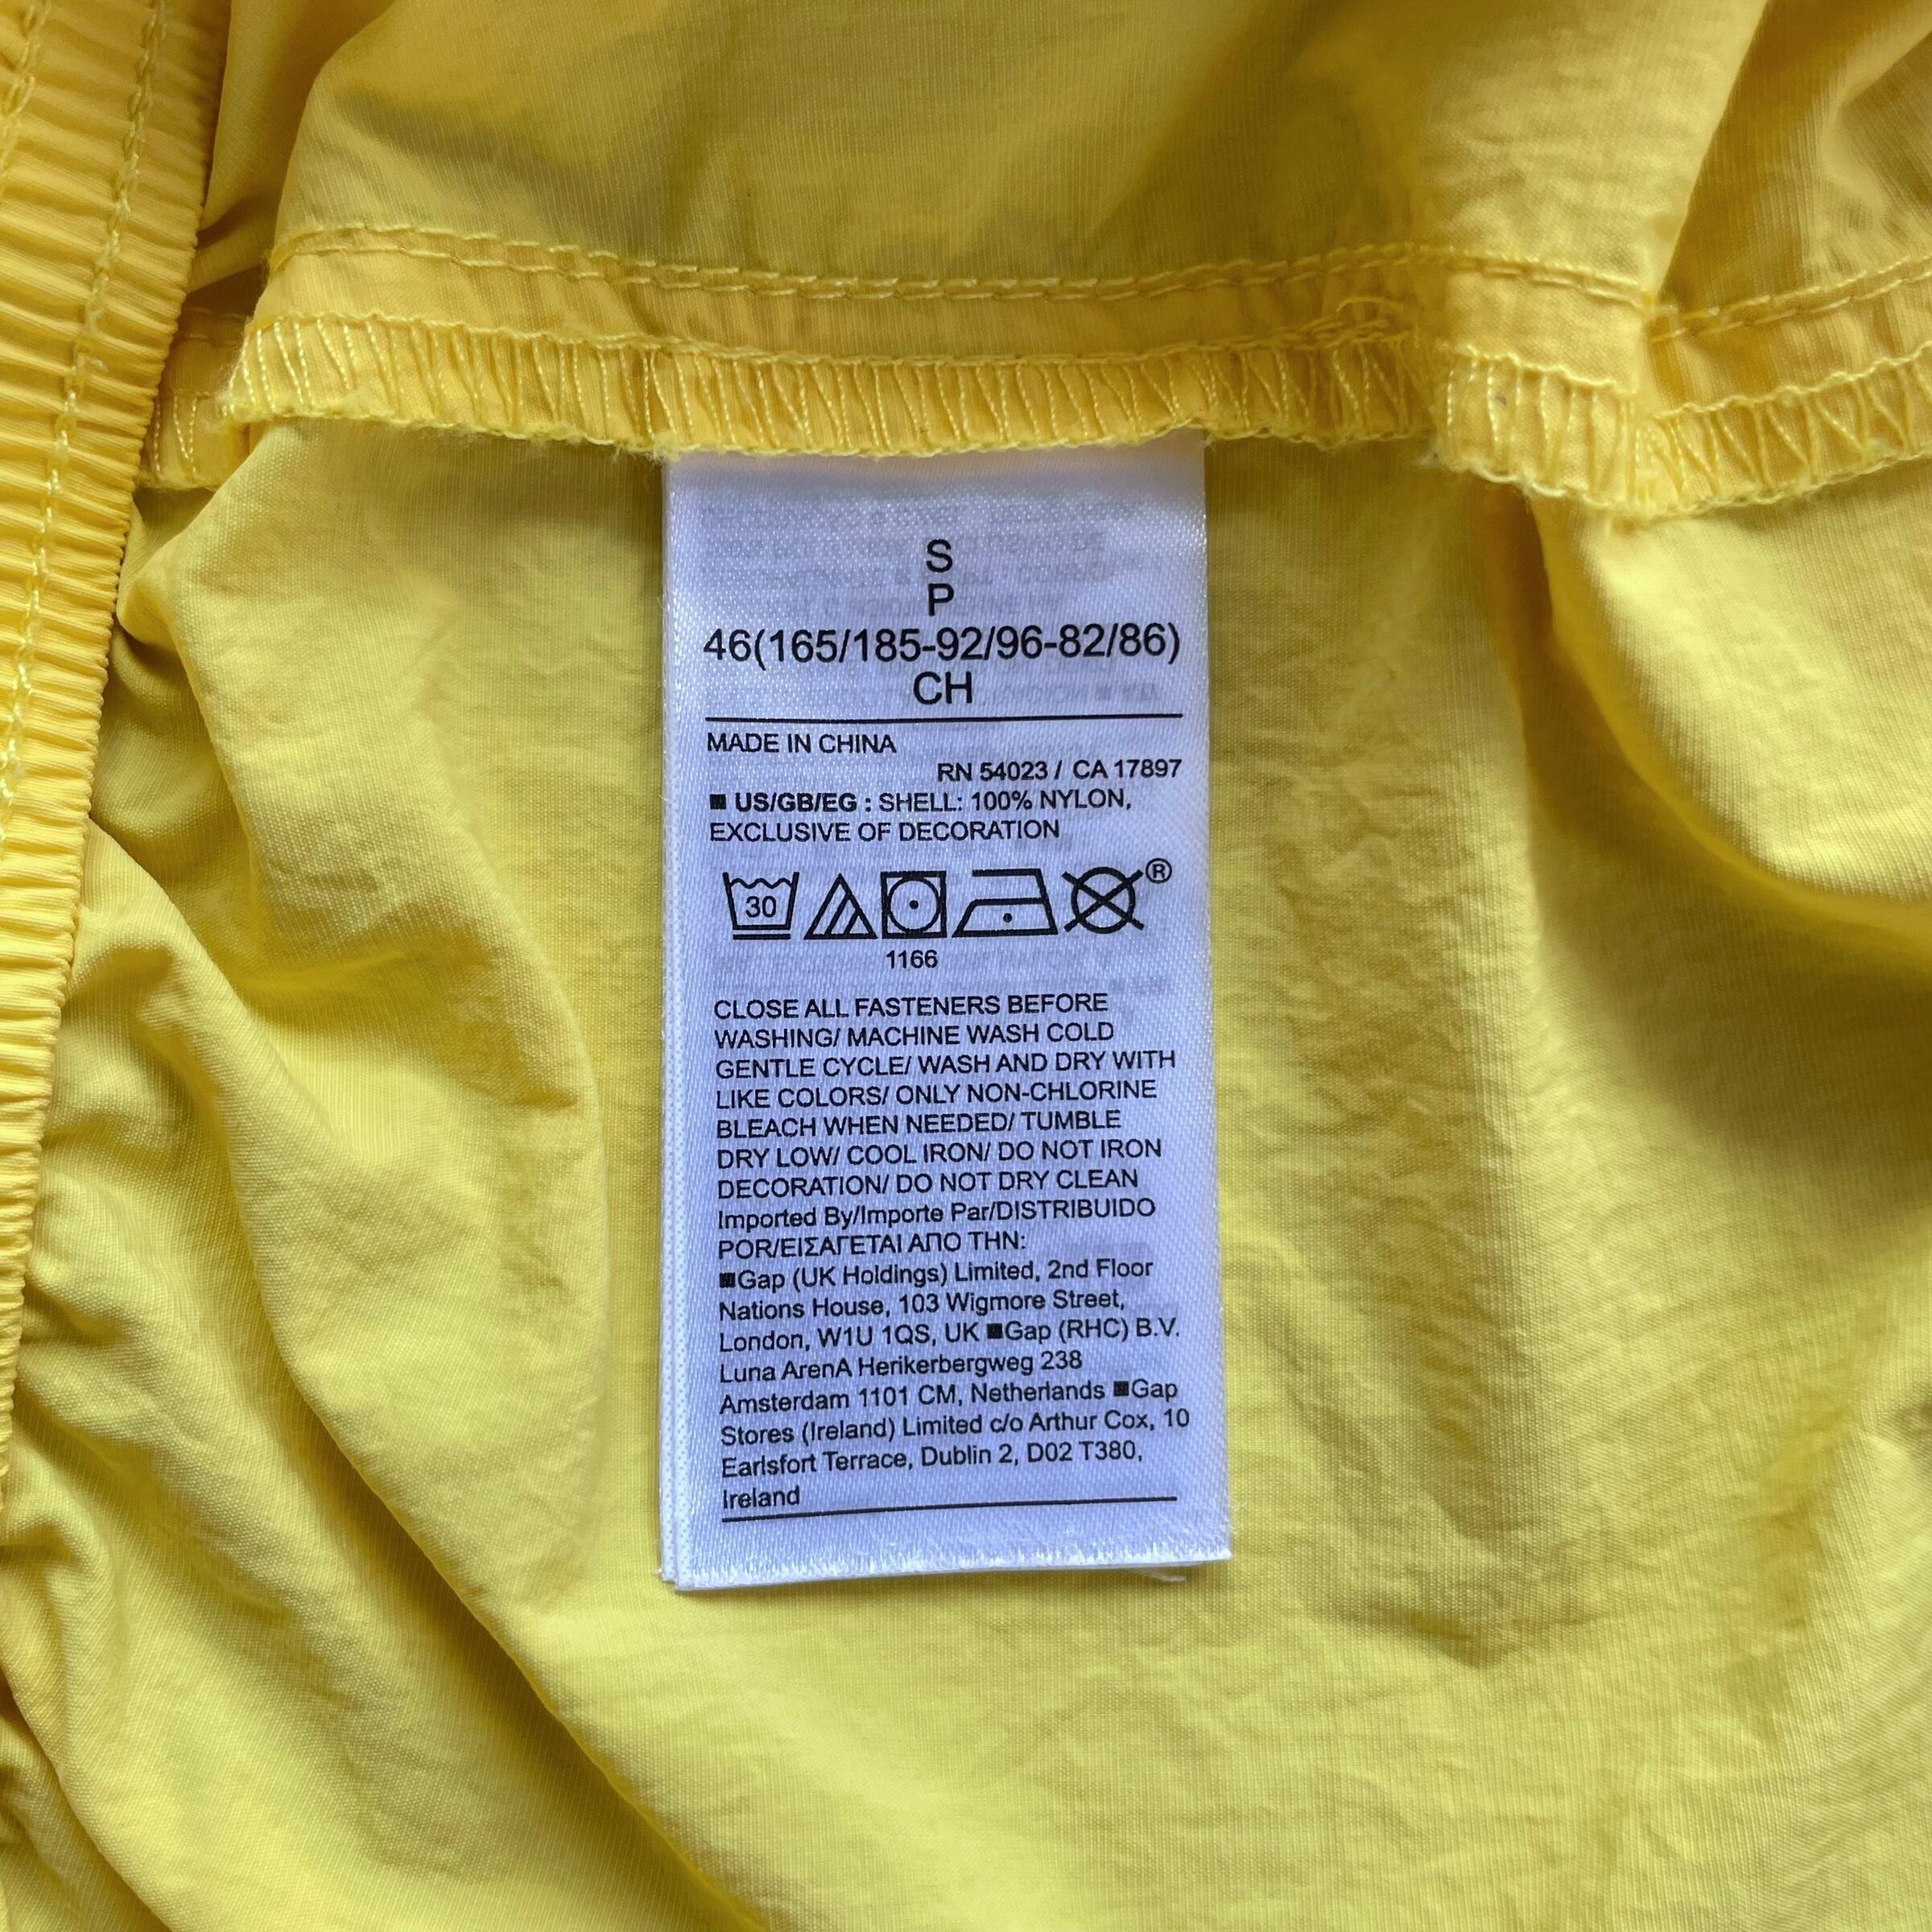 S
P
46(165/185-92/96-82/86)
CH
MADE IN CHINA
RN 54023 / CA 17897
■ US/GB/EG : SHELL: 100% NYLON,
EXCLUSIVE OF DECORATION
30
®
1166
CLOSE ALL FASTENERS BEFORE
WASHING/ MACHINE WASH COLD
GENTLE CYCLE/ WASH AND DRY WITH
LIKE COLORS/ ONLY NON-CHLORINE
BLEACH WHEN NEEDED/ TUMBLE
DRY LOW/ COOL IRON/ DO NOT IRON
DECORATION/ DO NOT DRY CLEAN
Imported By/Importe Par/DISTRIBUIDO
POR/ΕΙΣΑΓΕΤΑΙ ΑΠΟ ΤΗΝ:
■Gap (UK Holdings) Limited, 2nd Floor
Nations House, 103 Wigmore Street,
London, W1U 1QS, UK ■Gap (RHC) B.V.
Luna ArenA Herikerbergweg 238
Amsterdam 1101 CM, Netherlands ■Gap
Stores (Ireland) Limited c/o Arthur Cox, 10
Earlsfort Terrace, Dublin 2, D02 T380,
Ireland